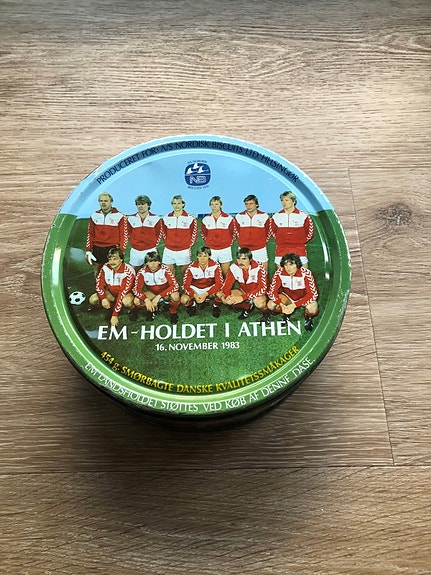 PRODUCERET FOR: A/S NORDISK BISCUITS LTD. HELSINGØR
NB
EM-HOLDET I ATHEN
16. NOVEMBER 1983
454 g. SMØRBAGTE DANSKE KVALITETSSMÅKAGER
EM LANDSHOLDET STØTTES VED KØB AF DENNE DÅSE